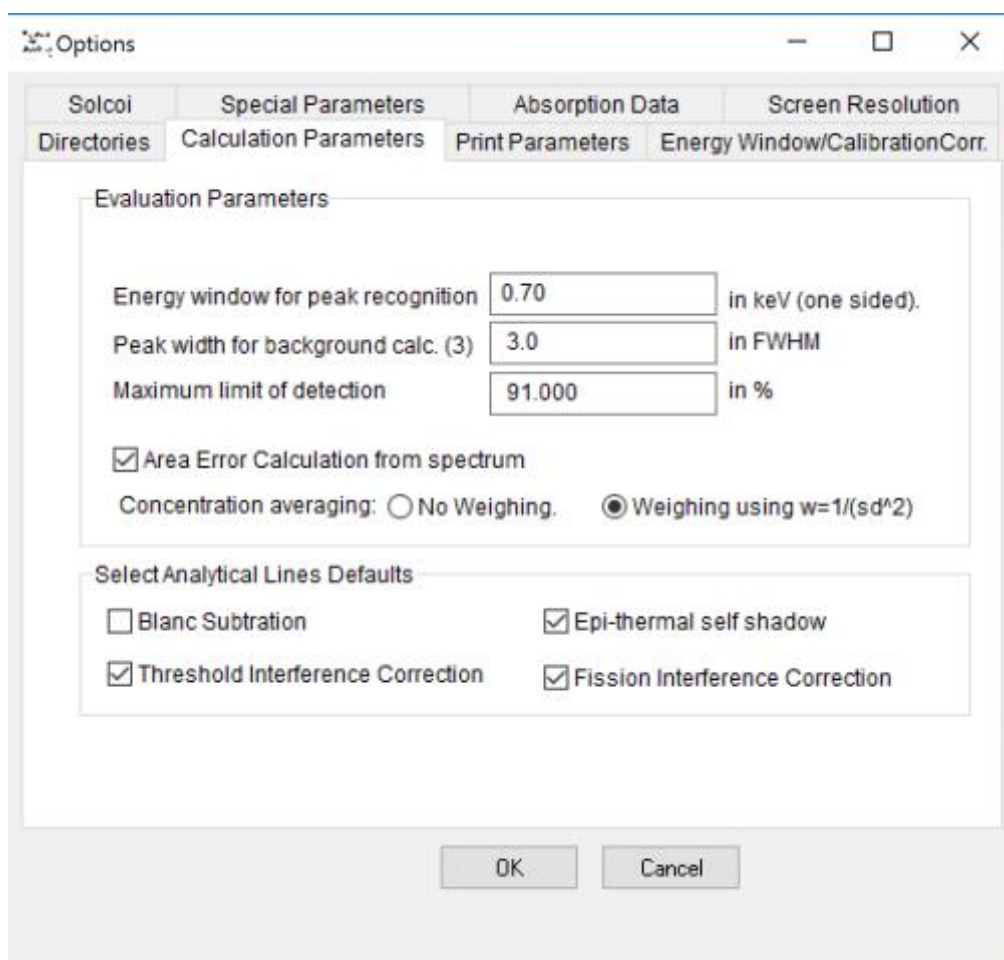 Options
Solcoi Special Parameters Absorption Data Screen Resolution
Directories Calculation Parameters Print Parameters Energy Window/CalibrationCorr.
Evaluation Parameters
Energy window for peak recognition 0.70 in keV (one sided).
Peak width for background calc. (3) 3.0 in FWHM
Maximum limit of detection 91.000 in %
Area Error Calculation from spectrum
Concentration averaging: No Weighing. Weighing using w=1/(sd^2)
Select Analytical Lines Defaults
Blanc Subtration Epi-thermal self shadow
Threshold Interference Correction Fission Interference Correction
OK Cancel